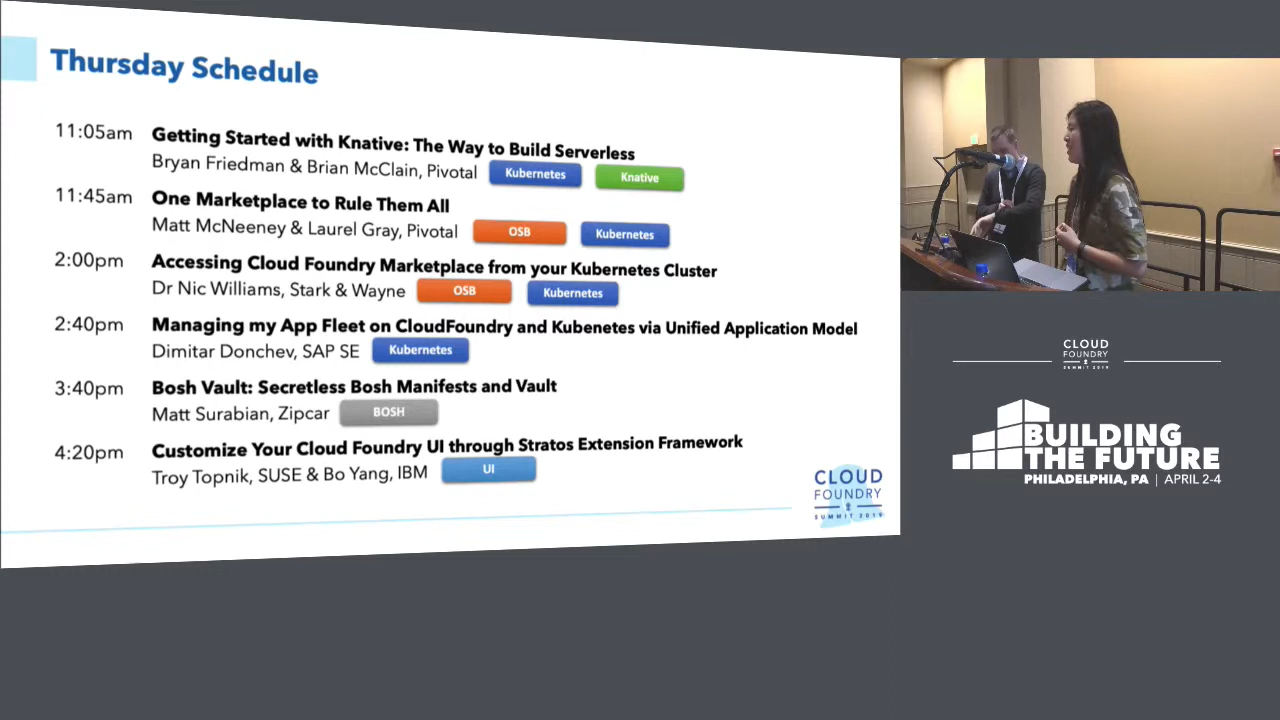 Thursday Schedule
11:05am Getting Started with Knative: The Way to Build Serverless
Bryan Friedman & Brian McClain, Pivotal Kubernetes Knative
11:45am One Marketplace to Rule Them All
Matt McNeeney & Laurel Gray, Pivotal OSB Kubernetes
2:00pm Accessing Cloud Foundry Marketplace from your Kubernetes Cluster
Dr Nic Williams, Stark & Wayne OSB Kubernetes
2:40pm Managing my App Fleet on CloudFoundry and Kubenetes via Unified Application Model
Dimitar Donchev, SAP SE Kubernetes
3:40pm Bosh Vault: Secretless Bosh Manifests and Vault
Matt Surabian, Zipcar BOSH
4:20pm Customize Your Cloud Foundry UI through Stratos Extension Framework
Troy Topnik, SUSE & Bo Yang, IBM UI
CLOUD
FOUNDRY
SUMMIT 2019
CLOUD
FOUNDRY
SUMMIT 2019
BUILDING
THE FUTURE
PHILADELPHIA, PA | APRIL 2-4